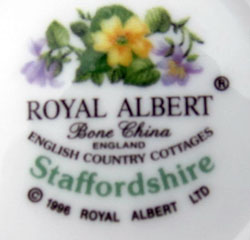 ROYAL ALBERT®
Bone China
ENGLAND
ENGLISH COUNTRY COTTAGES
Staffordshire
© 1996 ROYAL ALBERT LTD